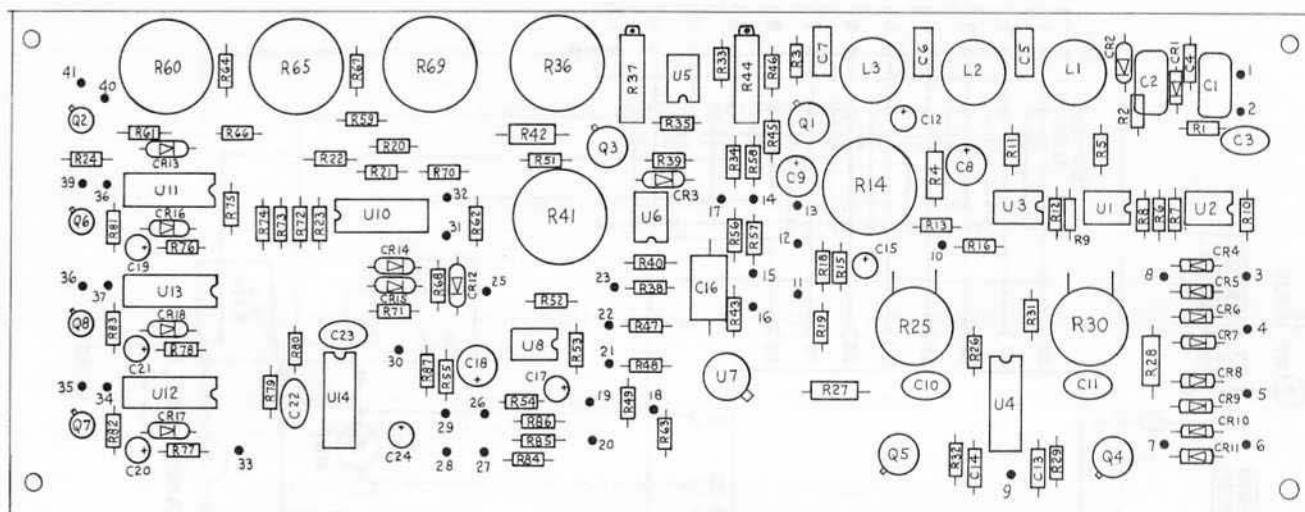 R60 R64 R65 R67 R69 R36 R37 U5 R33 R44 R46 R3 C7 L3 C6 L2 C5 L1 CR2 C2 CR1 C4 C1 1
41 40 2
Q2 R61 R66 R59 R42 Q3 R35 R45 Q1 C12 R2 R1 C3
R24 CR13 R22 R20 R21 R70 R51 R39 R34 R58 C9 R14 R4 C8 R11 R5
39 36 U11 R75 32 CR3 17 14 13
Q6 R81 CR16 R74 R73 R72 R23 U10 31 R62 R41 U6 R56 R57 12 R13 U3 R12 R9 U1 R8 R6 R7 U2 R10
C19 R76 CR14 R40 R18 R15 C15 10 R16 CR4
36 37 U13 CR15 R68 CR12 25 23 R38 C16 15 11 8 CR5 3
R71 R52 R43 16 R19 R25 R31 R30 CR6
Q8 R83 CR18 C23 22 R47 CR7 4
C21 R78 R80 30 U8 R53 21 R48 R26 R28
35 34 U12 R79 C22 U14 R87 R55 C18 C17 U7 R27 C10 U4 C11 CR8
R54 19 R49 18 CR9 5
Q7 R82 CR17 C24 29 26 R86 R63 CR10
C20 R77 33 28 27 R85 20 Q5 R32 C14 C13 R29 Q4 7 CR11 6
R84 9